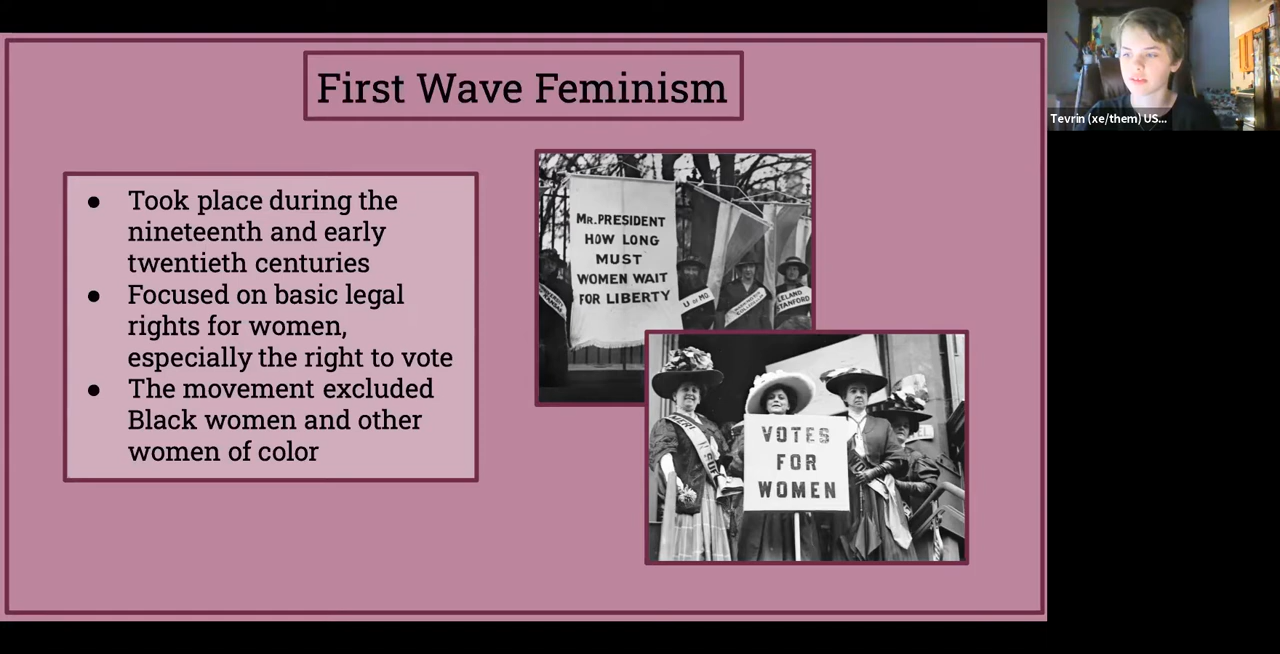 First Wave Feminism
● Took place during the
nineteenth and early
twentieth centuries
● Focused on basic legal
rights for women,
especially the right to vote
● The movement excluded
Black women and other
women of color
MR. PRESIDENT
HOW LONG
MUST
WOMEN WAIT
FOR LIBERTY
U OF MO.
LELAND
STANFORD
VOTES
FOR
WOMEN
Tevrin (xe/them) US...